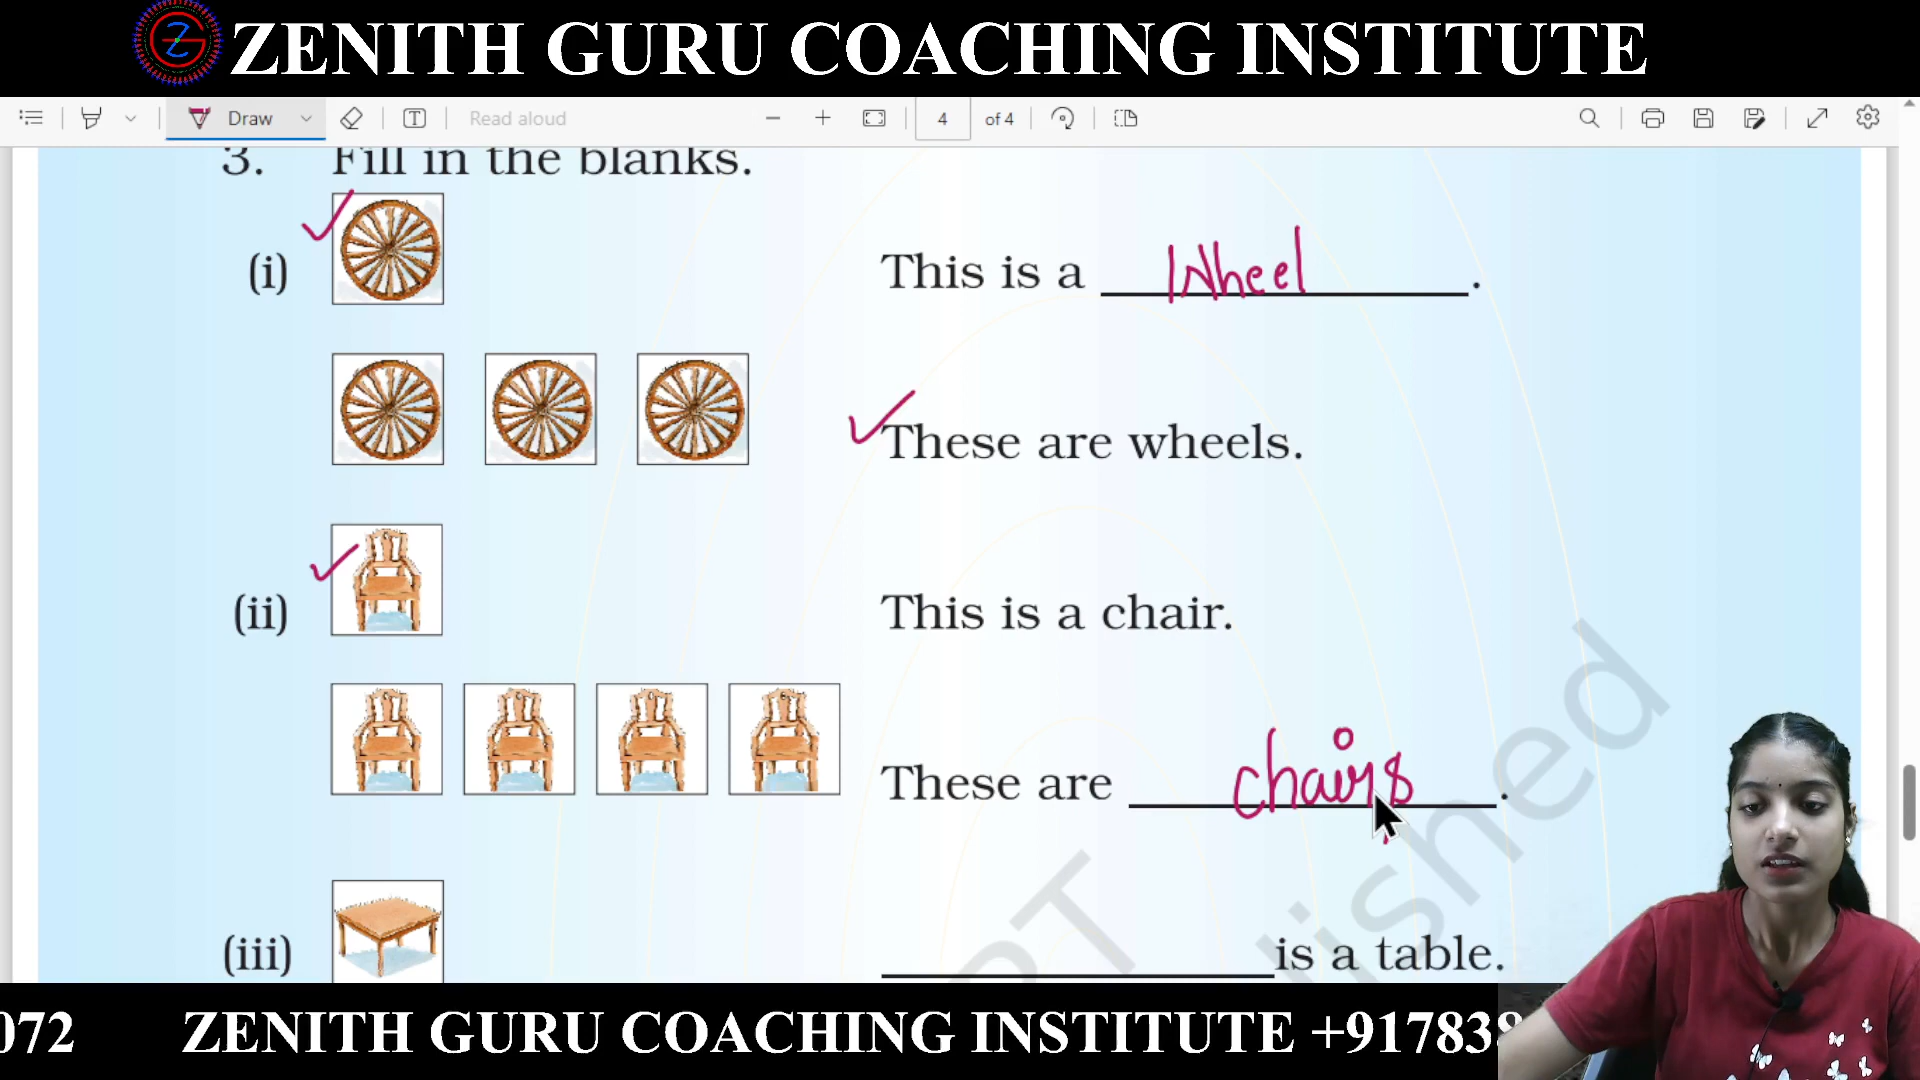 ZENITH GURU COACHING INSTITUTE
Draw
Read aloud
4 of 4
3. Fill in the blanks.
(i) This is a Wheel.
These are wheels.
(ii) This is a chair.
These are chairs.
(iii) is a table.
072 ZENITH GURU COACHING INSTITUTE +91783